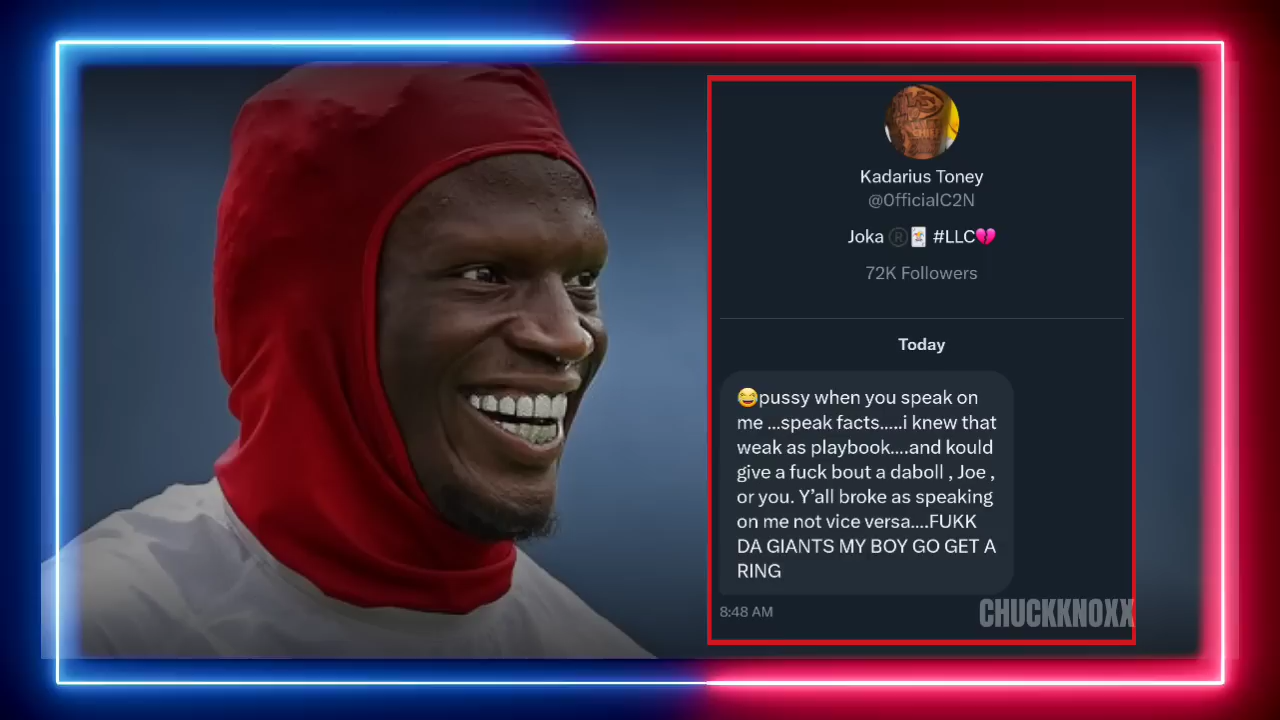 Kadarius Toney
@0fficialC2N
Joka ®🃏 #LLC💔
72K Followers
Today
😅pussy when you speak on
me ...speak facts.....i knew that
weak as playbook....and kould
give a fuck bout a daboll , Joe ,
or you. Y’all broke as speaking
on me not vice versa....FUKK
DA GIANTS MY BOY GO GET A
RING
8:48 AM
CHUCKKNOXX